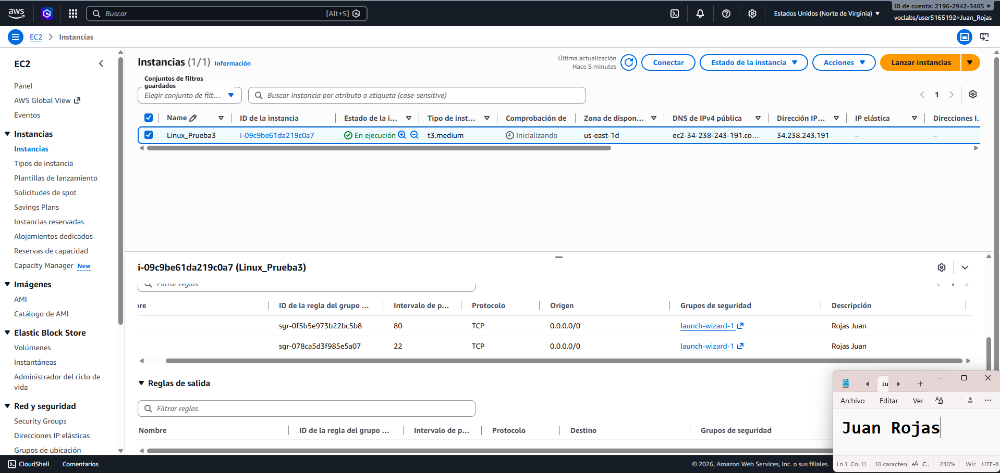 aws
Buscar [Alt+S]
Estados Unidos (Norte de Virginia)
ID de cuenta: 2196-2942-3405
voclabs/user5165192=Juan_Rojas
EC2 > Instancias
EC2
Panel
AWS Global View
Eventos
Instancias
Instancias
Tipos de instancia
Plantillas de lanzamiento
Solicitudes de spot
Savings Plans
Instancias reservadas
Alojamientos dedicados
Reservas de capacidad
Capacity Manager New
Imágenes
AMI
Catálogo de AMI
Elastic Block Store
Volúmenes
Instantáneas
Administrador del ciclo de
vida
Red y seguridad
Security Groups
Direcciones IP elásticas
Grupos de ubicación
Instancias (1/1) Información
Última actualización
Hace 5 minutes
Conectar
Estado de la instancia
Acciones
Lanzar instancias
Conjuntos de filtros
guardados
Elegir conjunto de filt...
Buscar Instancia por atributo o etiqueta (case-sensitive)
1
Name ID de la instancia Estado de la i... Tipo de inst... Comprobación de Zona de dispon... DNS de IPv4 pública Dirección IP... IP elástica Direcciones I...
Linux_Prueba3 i-09c9be61da219c0a7 En ejecución t3.medium Inicializando us-east-1d ec2-34-238-243-191.co... 34.238.243.191 – –
i-09c9be61da219c0a7 (Linux_Prueba3)
Filtrar reglas
ID de la regla del grupo ... Intervalo de p... Protocolo Origen Grupos de seguridad Descripción
sgr-0f5b5e973b22bc5b8 80 TCP 0.0.0.0/0 launch-wizard-1 Rojas Juan
sgr-078ca5d3f985e5a07 22 TCP 0.0.0.0/0 launch-wizard-1 Rojas Juan
Reglas de salida
Filtrar reglas
Nombre ID de la regla del grupo ... Intervalo de p... Protocolo Destino Grupos de seguridad
Ju
Archivo Editar Ver
Juan Rojas
Ln 1, Col 11 10 caractere C... 230% Wir UTF-8
CloudShell Comentarios
© 2026, Amazon Web Services, Inc. o sus filiales.